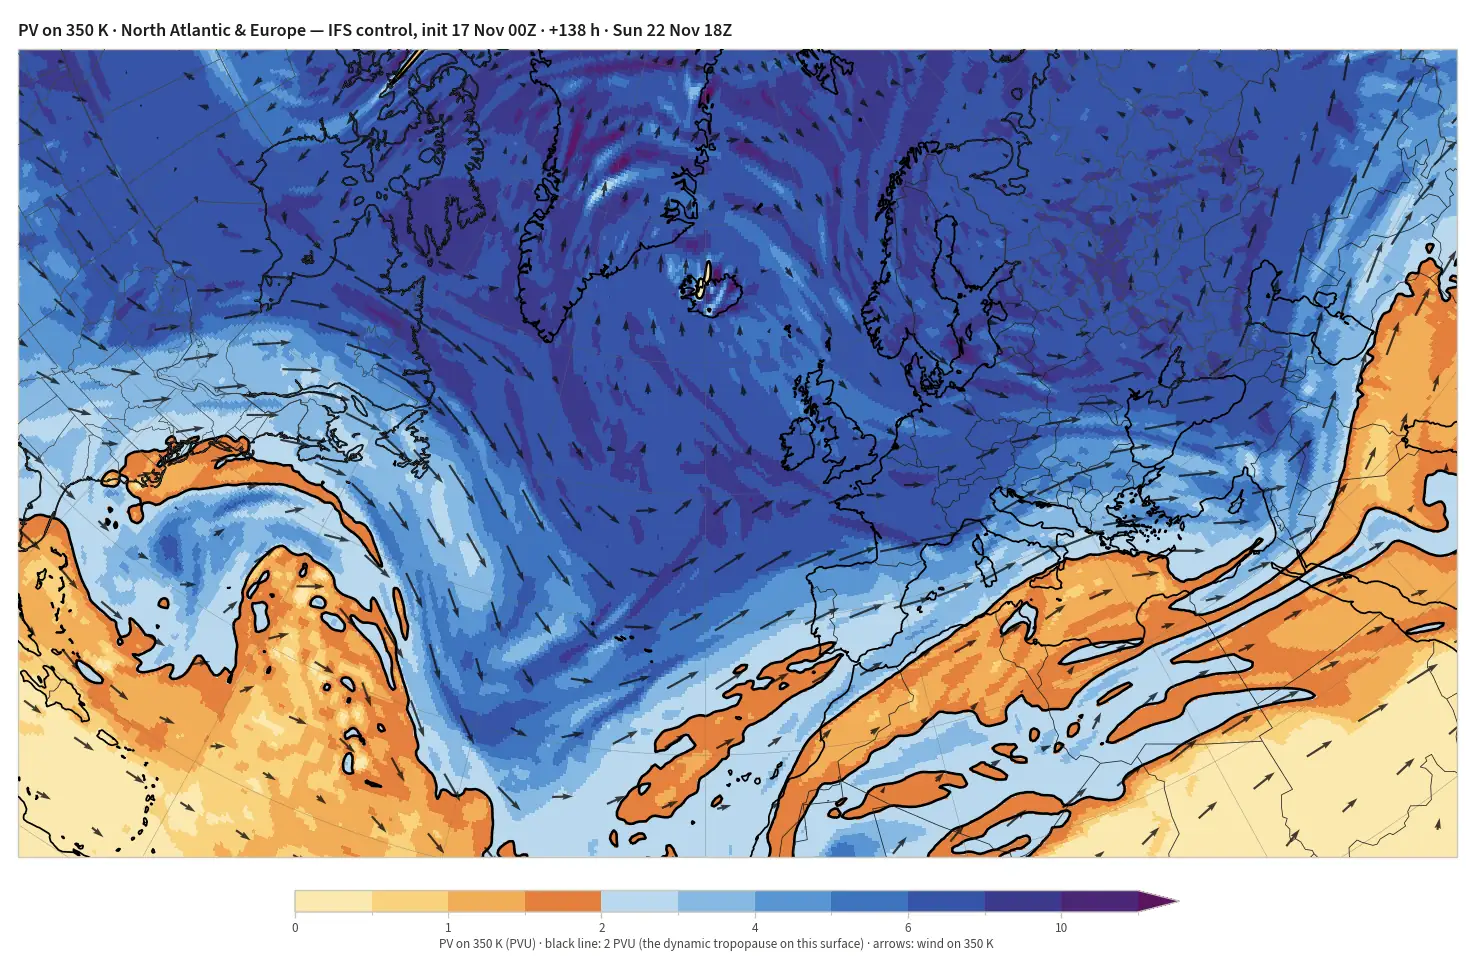 PV on 350 K · North Atlantic & Europe — IFS control, init 17 Nov 00Z · +138 h · Sun 22 Nov 18Z
0 1 2 4 6 10
PV on 350 K (PVU) · black line: 2 PVU (the dynamic tropopause on this surface) · arrows: wind on 350 K